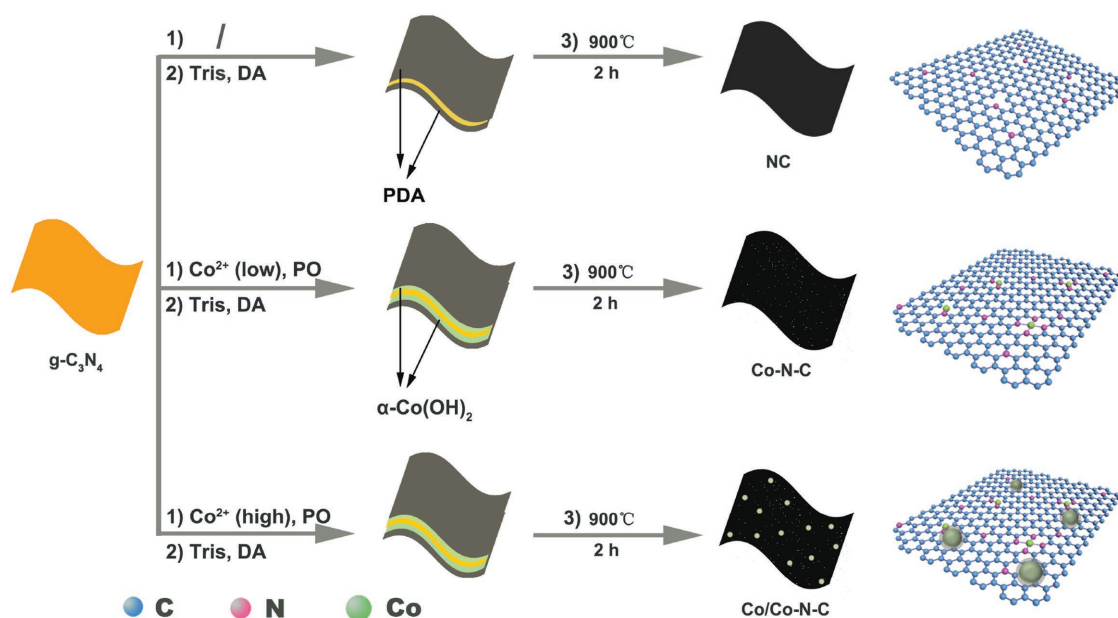 1) /
2) Tris, DA
3) 900℃
2 h
PDA
NC
g-C₃N₄
1) Co²⁺ (low), PO
2) Tris, DA
3) 900℃
2 h
α-Co(OH)₂
Co-N-C
1) Co²⁺ (high), PO
2) Tris, DA
3) 900℃
2 h
Co/Co-N-C
C N Co